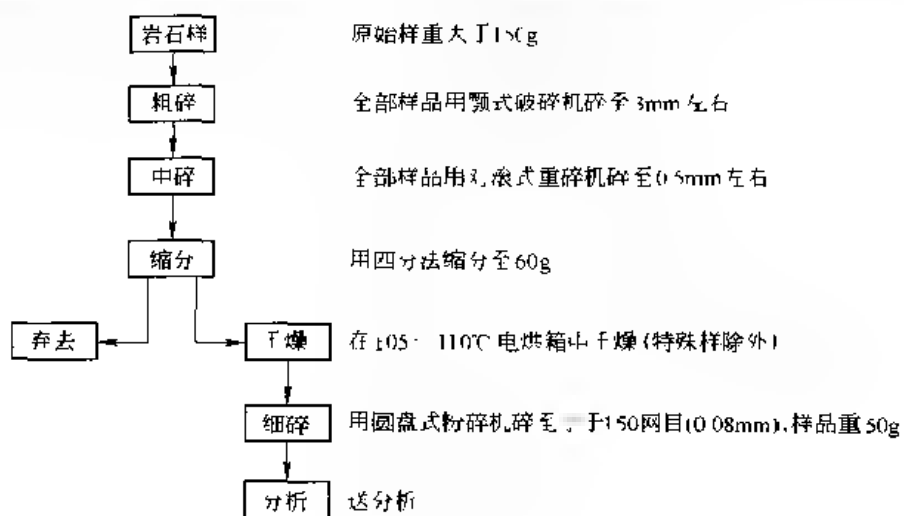 岩石样 原始样重大于150g
粗碎 全部样品用颚式破碎机碎至3mm左右
中碎 全部样品用对滚式重碎机碎至0.5mm左右
缩分 用四分法缩分至60g
弃去 干燥 在105~110℃电烘箱中干燥(特殊样除外)
细碎 用圆盘式粉碎机碎至 于150网目(0.08mm),样品重50g
分析 送分析